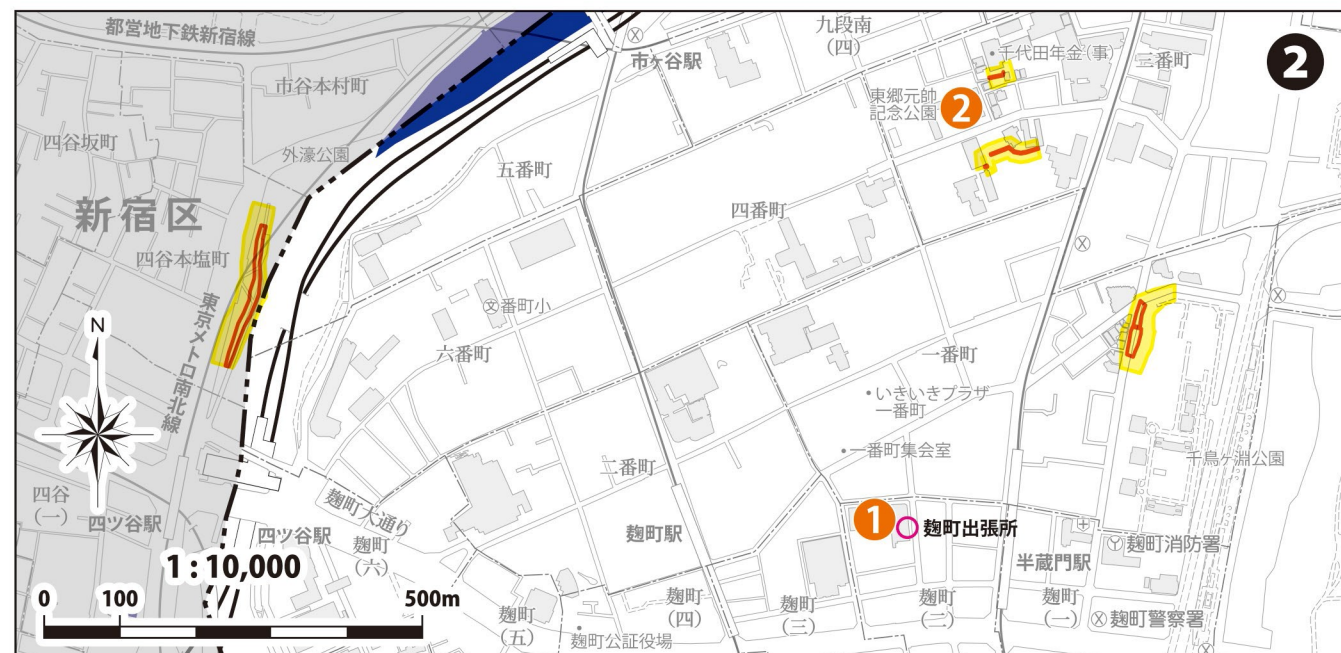 都営地下鉄新宿線
市谷本村町
四谷坂町
外濠公園
新宿区
四谷本塩町
東京メトロ南北線
N
四谷
(一)
四ツ谷駅
四ツ谷駅
1:10,000
0 100 500m
市ヶ谷駅
九段南
(四)
千代田年金(事)
三番町
2
東郷元帥
記念公園
2
五番町
四番町
文
番町小
六番町
一番町
いきいきプラザ
一番町
一番町集会室
二番町
千鳥ヶ淵公園
麹町大通り
麹町
(六)
麹町駅
1
麹町出張所
半蔵門駅
麹町消防署
麹町
(五)
麹町公証役場
麹町
(四)
麹町
(三)
麹町
(二)
麹町
(一)
麹町警察署